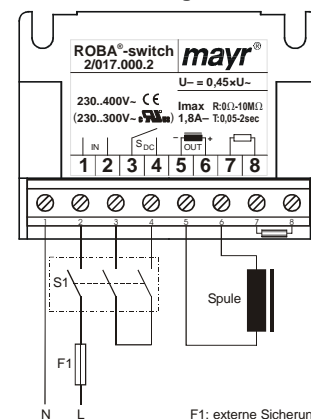 ROBA®-switch
2/017.000.2
mayr®
U– = 0,45×U~
230..400V~ CE
(230..300V~ UL)
Imax R:0Ω-10MΩ
1,8A– T:0,05-2sec
IN SDC – + OUT
1 2 3 4 5 6 7 8
1 2 3 4 5 6 7 8
S1
Spule
F1
N L
F1: externe Sicherun